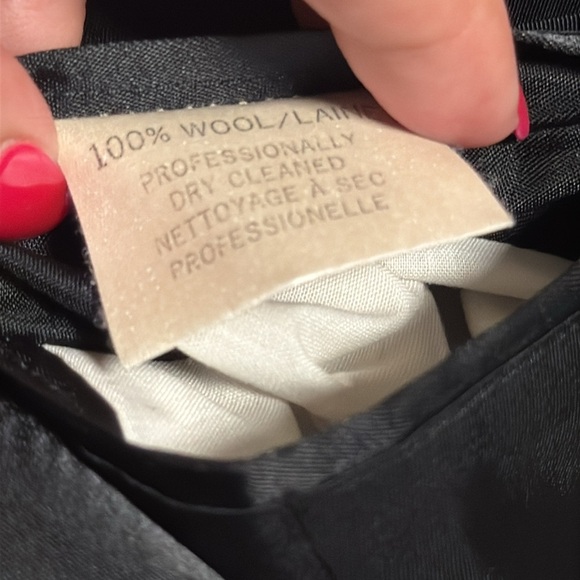 100% WOOL/LAINE
PROFESSIONALLY
DRY CLEANED
NETTOYAGE À SEC
PROFESSIONELLE